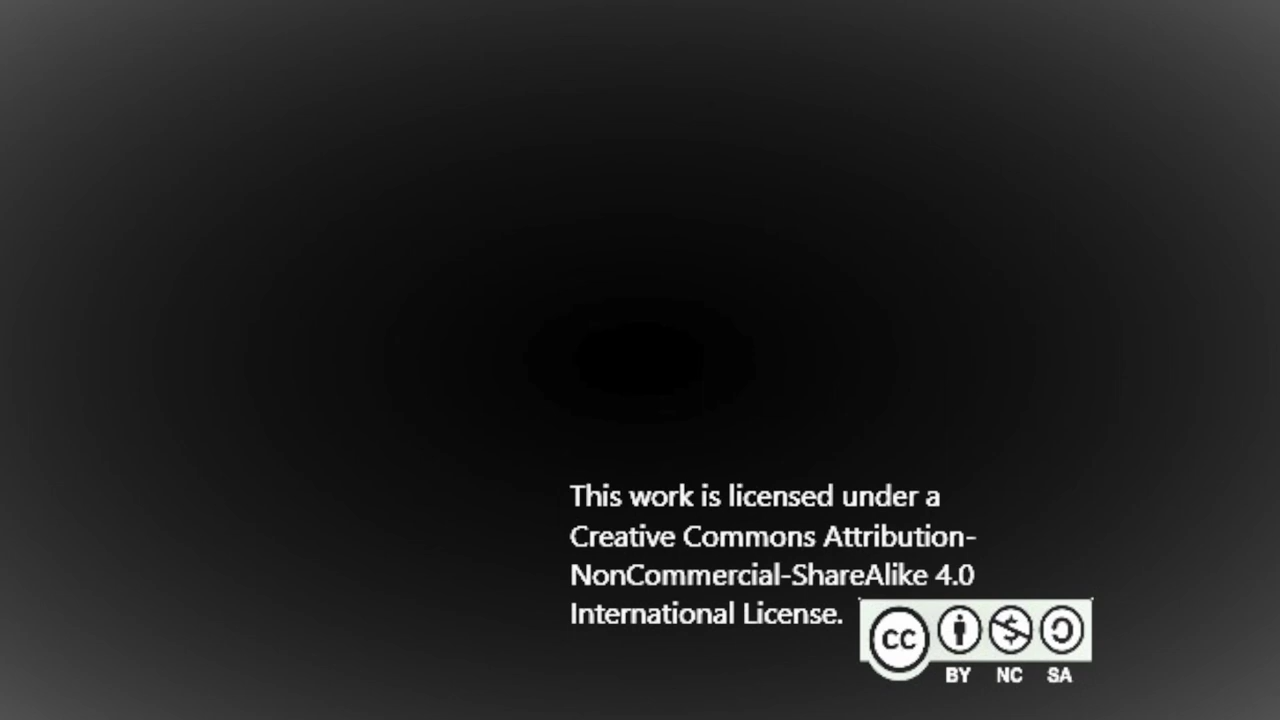 This work is licensed under a
Creative Commons Attribution-
NonCommercial-ShareAlike 4.0
International License.
CC
BY NC SA